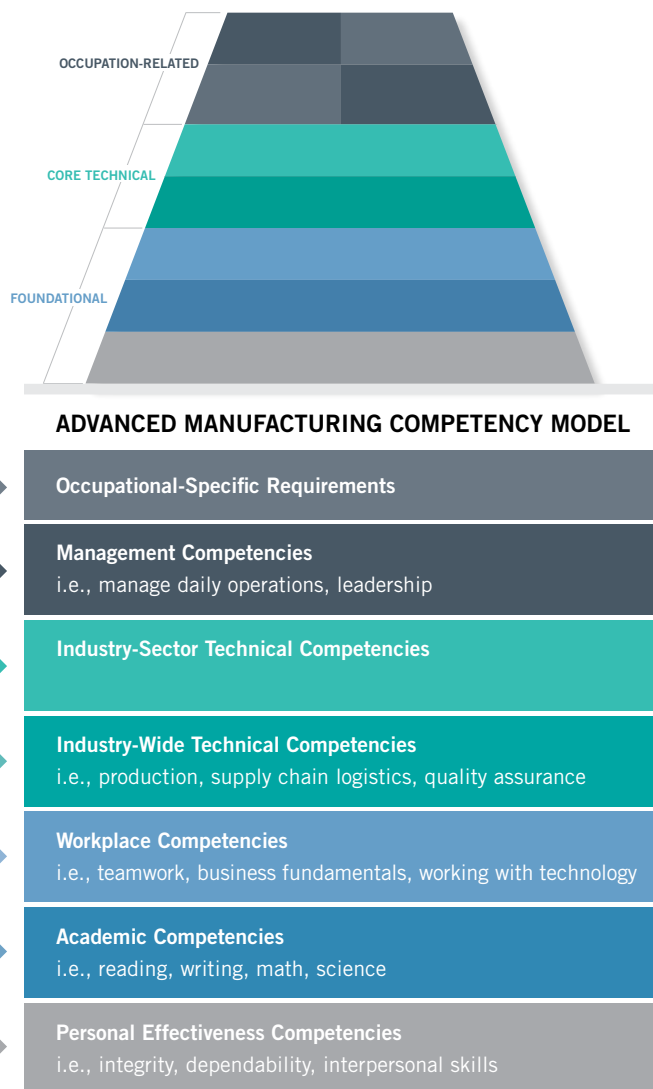 OCCUPATION-RELATED
CORE TECHNICAL
FOUNDATIONAL
ADVANCED MANUFACTURING COMPETENCY MODEL
Occupational-Specific Requirements
Management Competencies
i.e., manage daily operations, leadership
Industry-Sector Technical Competencies
Industry-Wide Technical Competencies
i.e., production, supply chain logistics, quality assurance
Workplace Competencies
i.e., teamwork, business fundamentals, working with technology
Academic Competencies
i.e., reading, writing, math, science
Personal Effectiveness Competencies
i.e., integrity, dependability, interpersonal skills